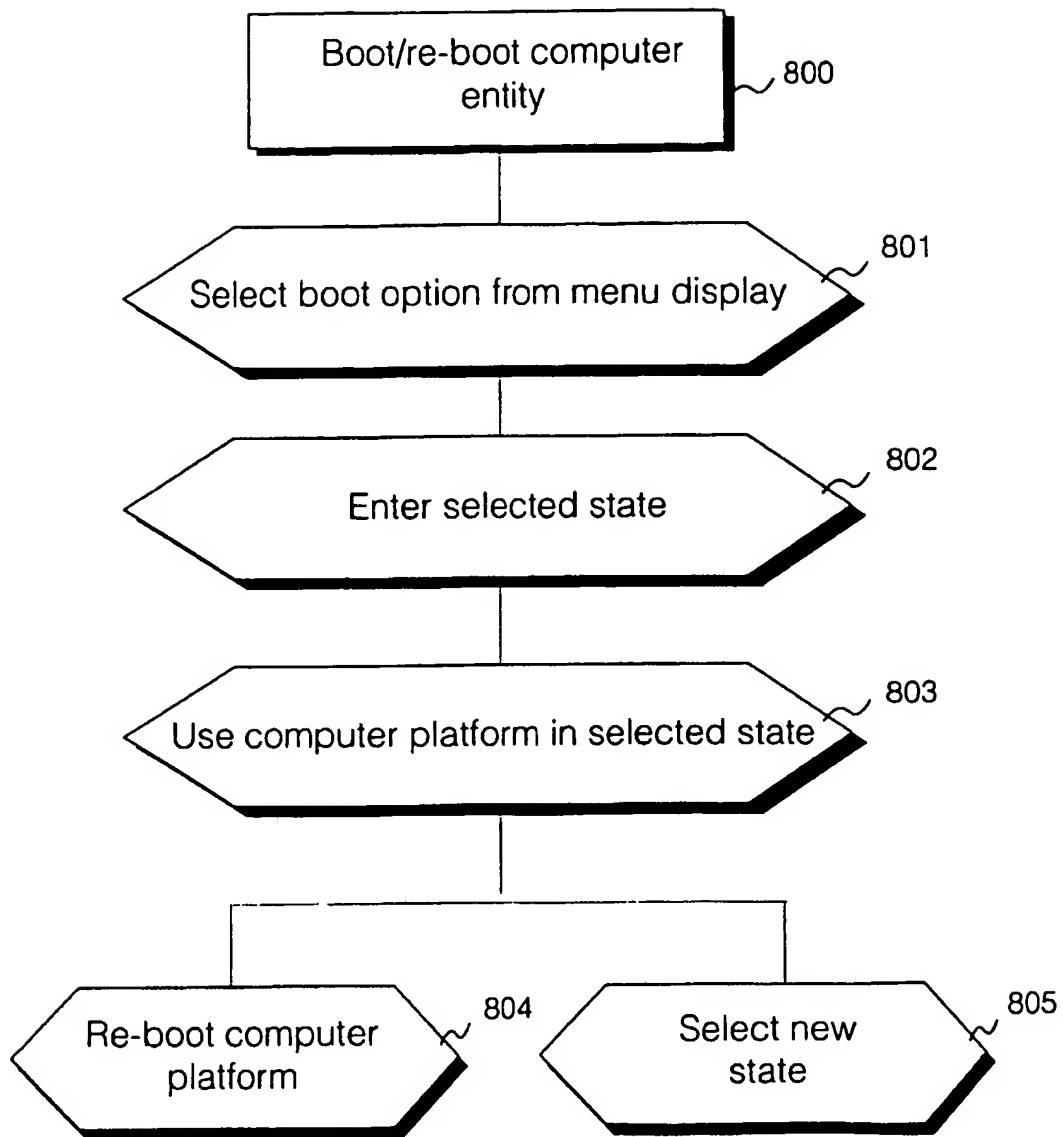 Boot/re-boot computer
entity
800
Select boot option from menu display
801
Enter selected state
802
Use computer platform in selected state
803
Re-boot computer
platform
804
Select new
state
805